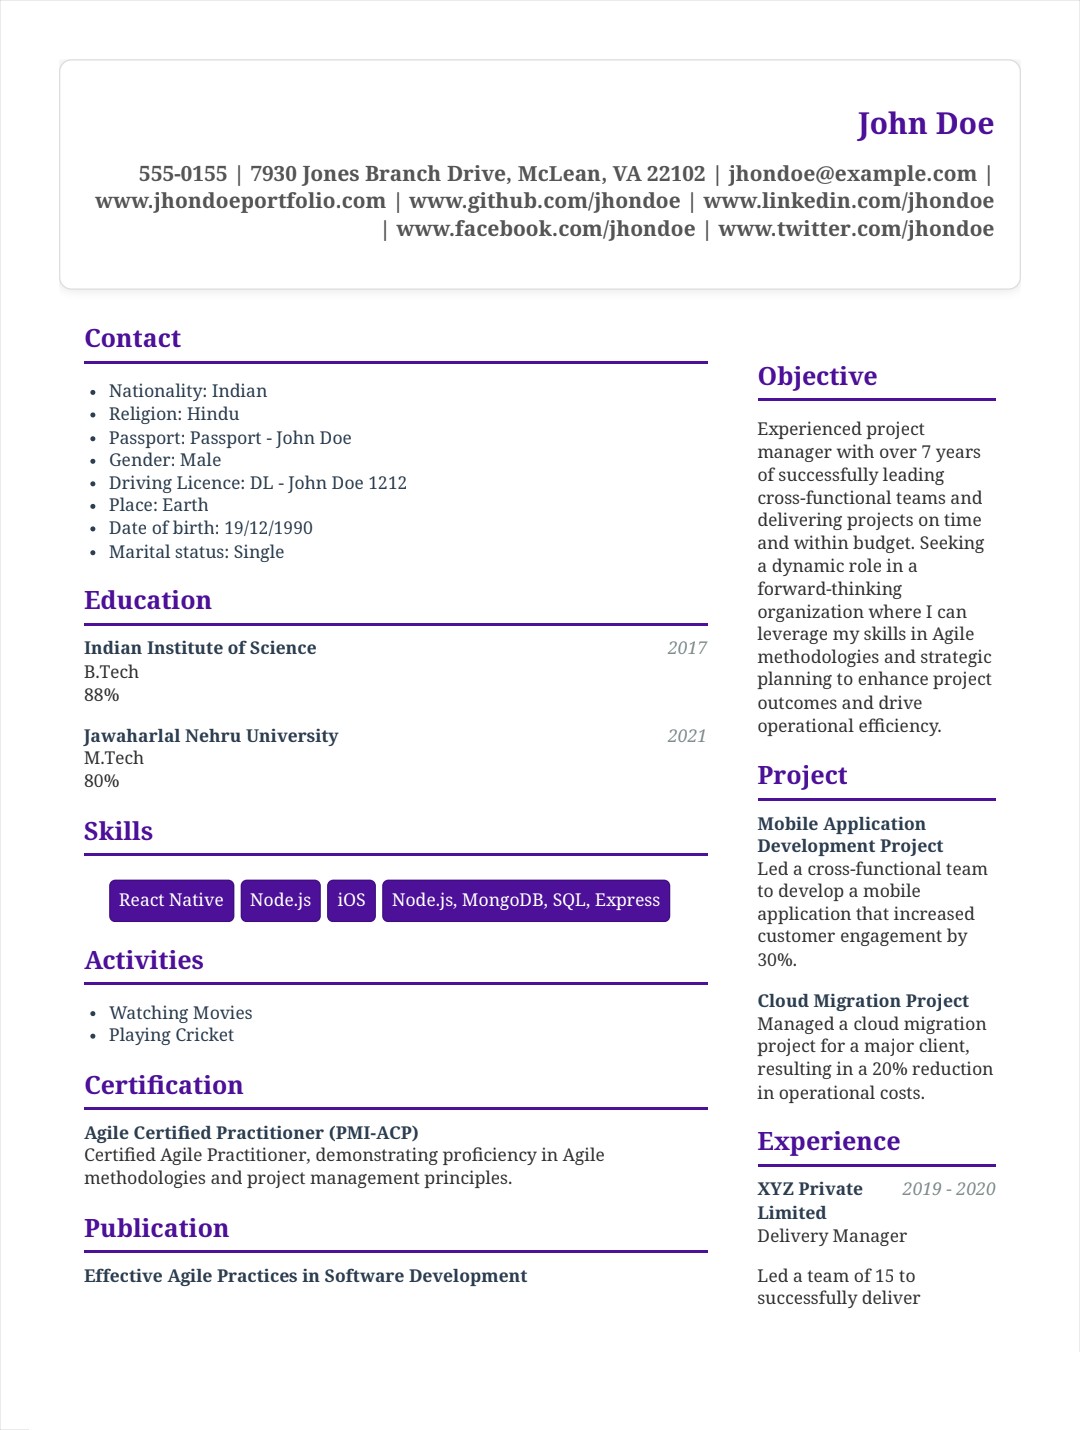 John Doe
555-0155 | 7930 Jones Branch Drive, McLean, VA 22102 | jhondoe@example.com |
www.jhondoeportfolio.com | www.github.com/jhondoe | www.linkedin.com/jhondoe
| www.facebook.com/jhondoe | www.twitter.com/jhondoe
Contact
• Nationality: Indian
• Religion: Hindu
• Passport: Passport - John Doe
• Gender: Male
• Driving Licence: DL - John Doe 1212
• Place: Earth
• Date of birth: 19/12/1990
• Marital status: Single
Education
Indian Institute of Science 2017
B.Tech
88%
Jawaharlal Nehru University 2021
M.Tech
80%
Skills
React Native Node.js iOS Node.js, MongoDB, SQL, Express
Activities
• Watching Movies
• Playing Cricket
Certification
Agile Certified Practitioner (PMI-ACP)
Certified Agile Practitioner, demonstrating proficiency in Agile
methodologies and project management principles.
Publication
Effective Agile Practices in Software Development
Objective
Experienced project
manager with over 7 years
of successfully leading
cross-functional teams and
delivering projects on time
and within budget. Seeking
a dynamic role in a
forward-thinking
organization where I can
leverage my skills in Agile
methodologies and strategic
planning to enhance project
outcomes and drive
operational efficiency.
Project
Mobile Application
Development Project
Led a cross-functional team
to develop a mobile
application that increased
customer engagement by
30%.
Cloud Migration Project
Managed a cloud migration
project for a major client,
resulting in a 20% reduction
in operational costs.
Experience
XYZ Private 2019 - 2020
Limited
Delivery Manager
Led a team of 15 to
successfully deliver